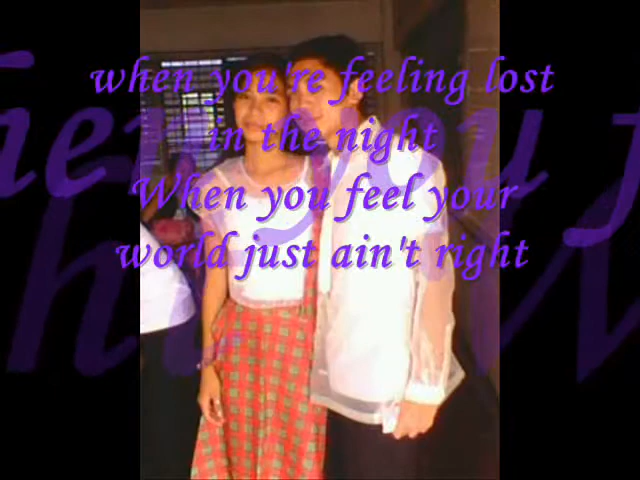 when you're feeling lost
in the night
When you feel your
world just ain't right